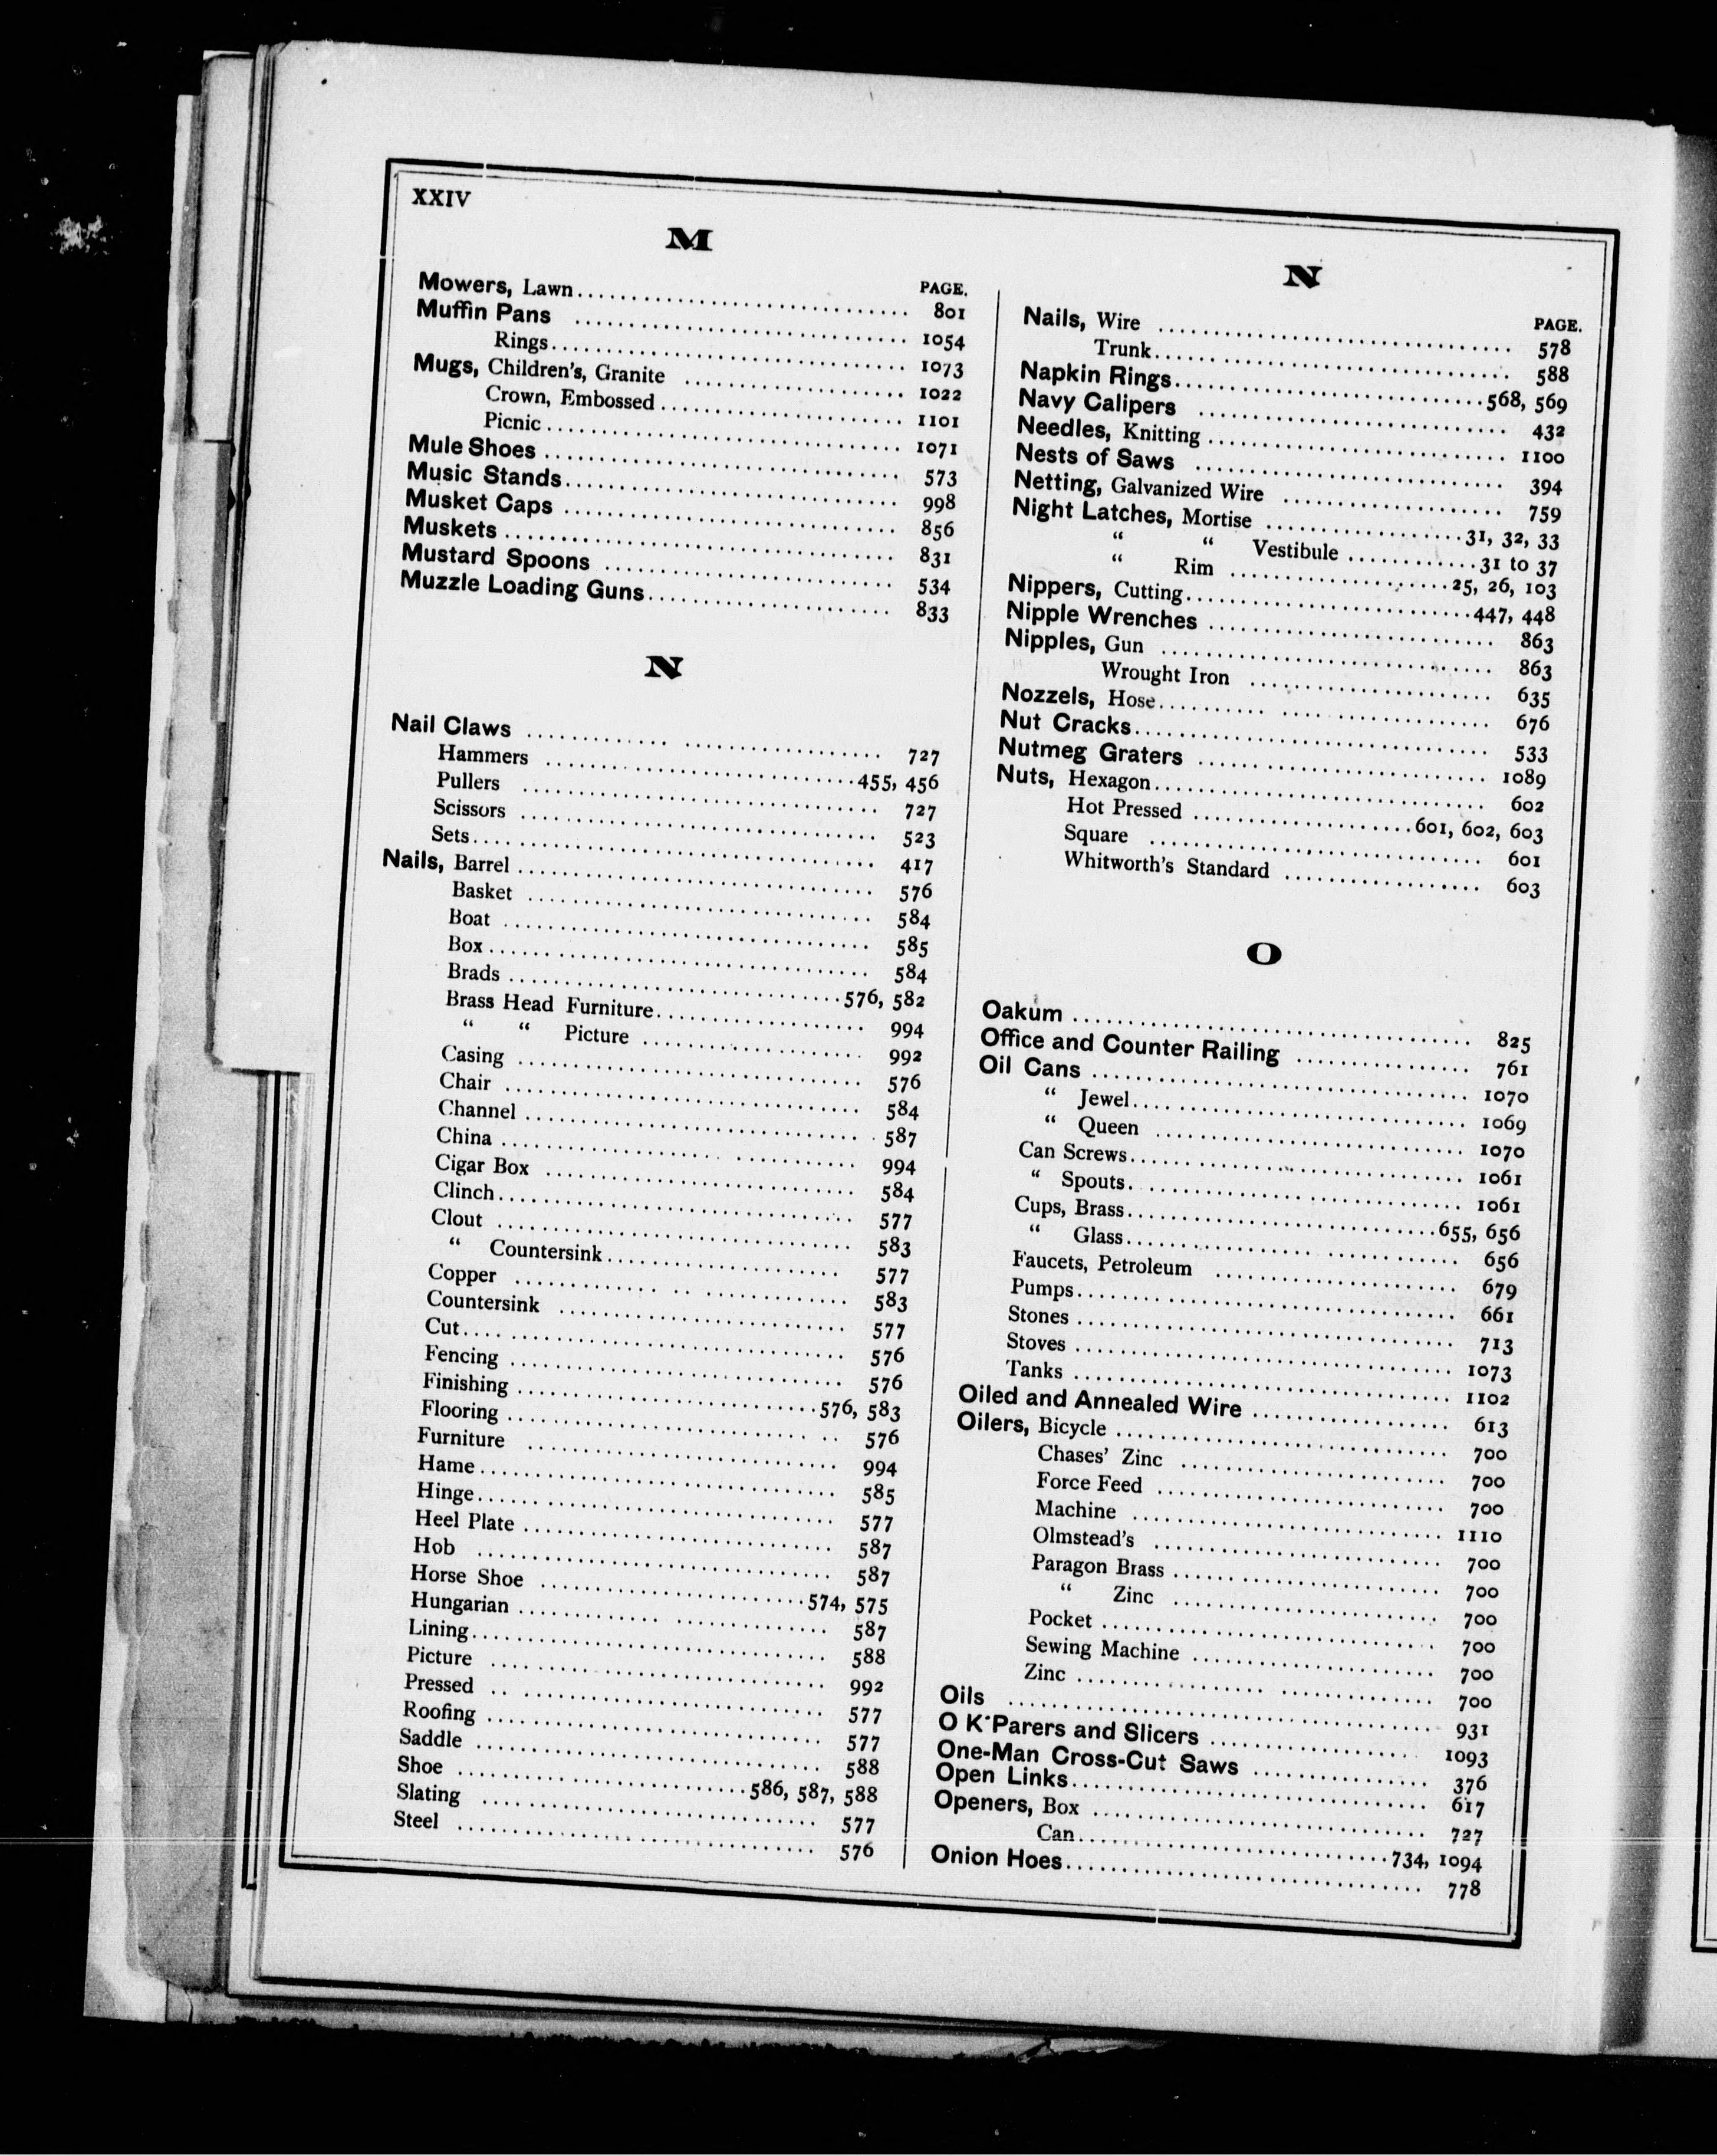 XXIV
M
PAGE.
Mowers, Lawn 801
Muffin Pans 1054
Rings 1073
Mugs, Children's, Granite 1022
Crown, Embossed 1101
Picnic 1071
Mule Shoes 573
Music Stands 998
Musket Caps 856
Muskets 831
Mustard Spoons 534
Muzzle Loading Guns 833
N
Nail Claws 727
Hammers 455, 456
Pullers 727
Scissors 523
Sets 417
Nails, Barrel 576
Basket 584
Boat 585
Box 584
Brads 576, 582
Brass Head Furniture 994
“ “ Picture 992
Casing 576
Chair 584
Channel 587
China 994
Cigar Box 584
Clinch 577
Clout 583
“ Countersink 577
Copper 583
Countersink 577
Cut 576
Fencing 576
Finishing 576, 583
Flooring 576
Furniture 994
Hame 585
Hinge 577
Heel Plate 587
Hob 587
Horse Shoe 574, 575
Hungarian 587
Lining 588
Picture 992
Pressed 577
Roofing 577
Saddle 588
Shoe 586, 587, 588
Slating 577
Steel 576
N
PAGE.
Nails, Wire 578
Trunk 588
Napkin Rings 568, 569
Navy Calipers 432
Needles, Knitting 1100
Nests of Saws 394
Netting, Galvanized Wire 759
Night Latches, Mortise 31, 32, 33
“ “ Vestibule 31 to 37
“ Rim 25, 26, 103
Nippers, Cutting 447, 448
Nipple Wrenches 863
Nipples, Gun 863
Wrought Iron 635
Nozzels, Hose 676
Nut Cracks 533
Nutmeg Graters 1089
Nuts, Hexagon 602
Hot Pressed 601, 602, 603
Square 601
Whitworth's Standard 603
O
Oakum 825
Office and Counter Railing 761
Oil Cans 1070
“ Jewel 1069
“ Queen 1070
Can Screws 1061
“ Spouts 1061
Cups, Brass 655, 656
“ Glass 656
Faucets, Petroleum 679
Pumps 661
Stones 713
Stoves 1073
Tanks 1102
Oiled and Annealed Wire 613
Oilers, Bicycle 700
Chases' Zinc 700
Force Feed 700
Machine 1110
Olmstead's 700
Paragon Brass 700
“ Zinc 700
Pocket 700
Sewing Machine 700
Zinc 700
Oils 931
O K Parers and Slicers 1093
One-Man Cross-Cut Saws 376
Open Links 617
Openers, Box 727
Can 734, 1094
Onion Hoes 778